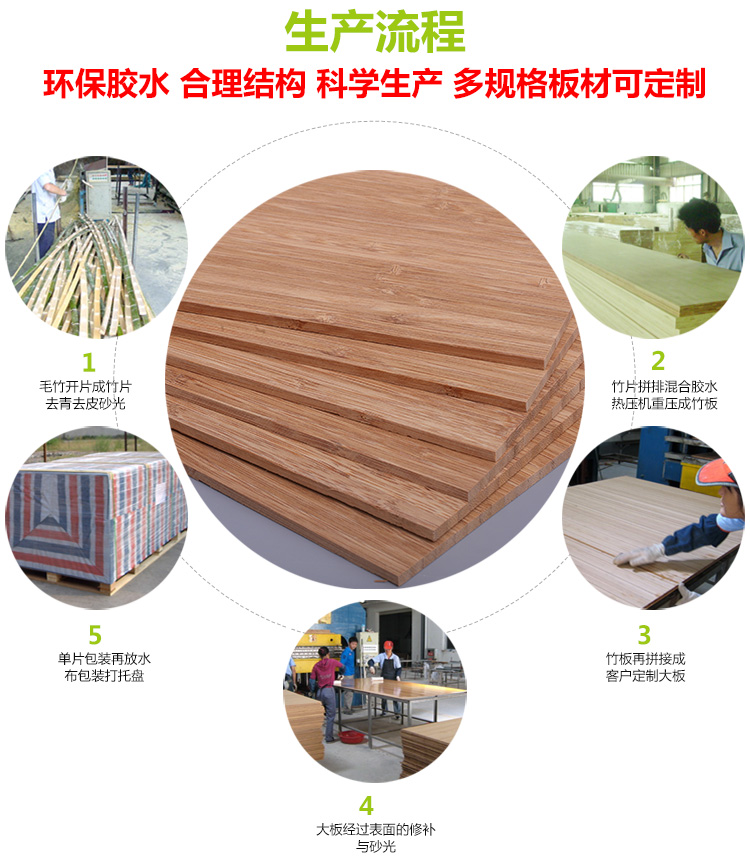 生产流程
环保胶水 合理结构 科学生产 多规格板材可定制
1
毛竹开片成竹片
去青去皮砂光
2
竹片拼排混合胶水
热压机重压成竹板
3
竹板再拼接成
客户定制大板
4
大板经过表面的修补
与砂光
5
单片包装再放水
布包装打托盘